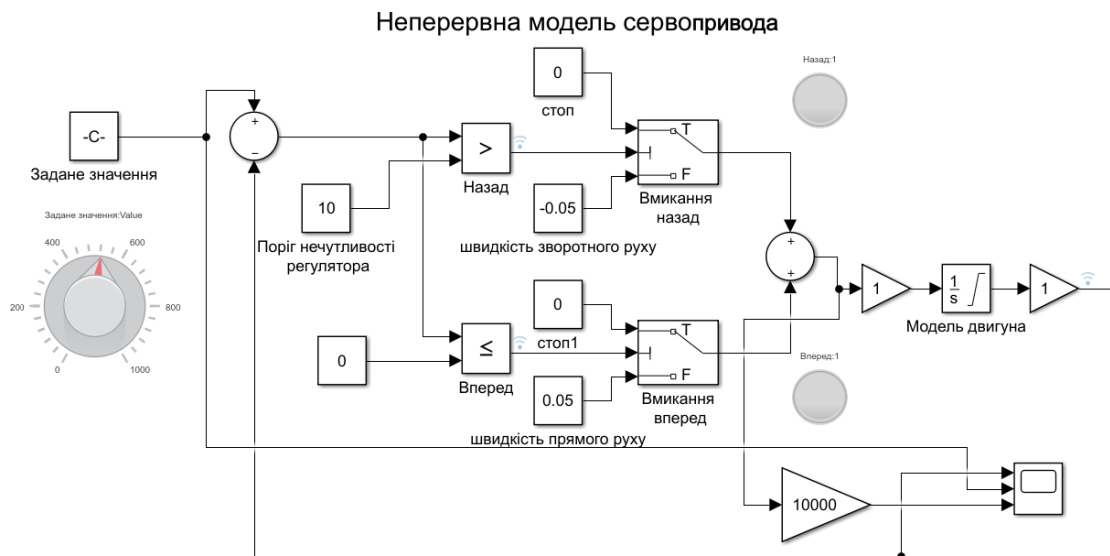 Неперервна модель сервопривода
Назад:1
0
стоп
-C-
Задане значення
+
−
>
Назад
T
F
Вмикання
назад
10
Поріг нечутливості
регулятора
-0.05
швидкість зворотного руху
Задане значення:Value
0
200
400
600
800
1000
+
+
1
1
s
Модель двигуна
1
0
стоп1
0
≤
Вперед
T
F
Вмикання
вперед
0.05
швидкість прямого руху
Вперед:1
10000